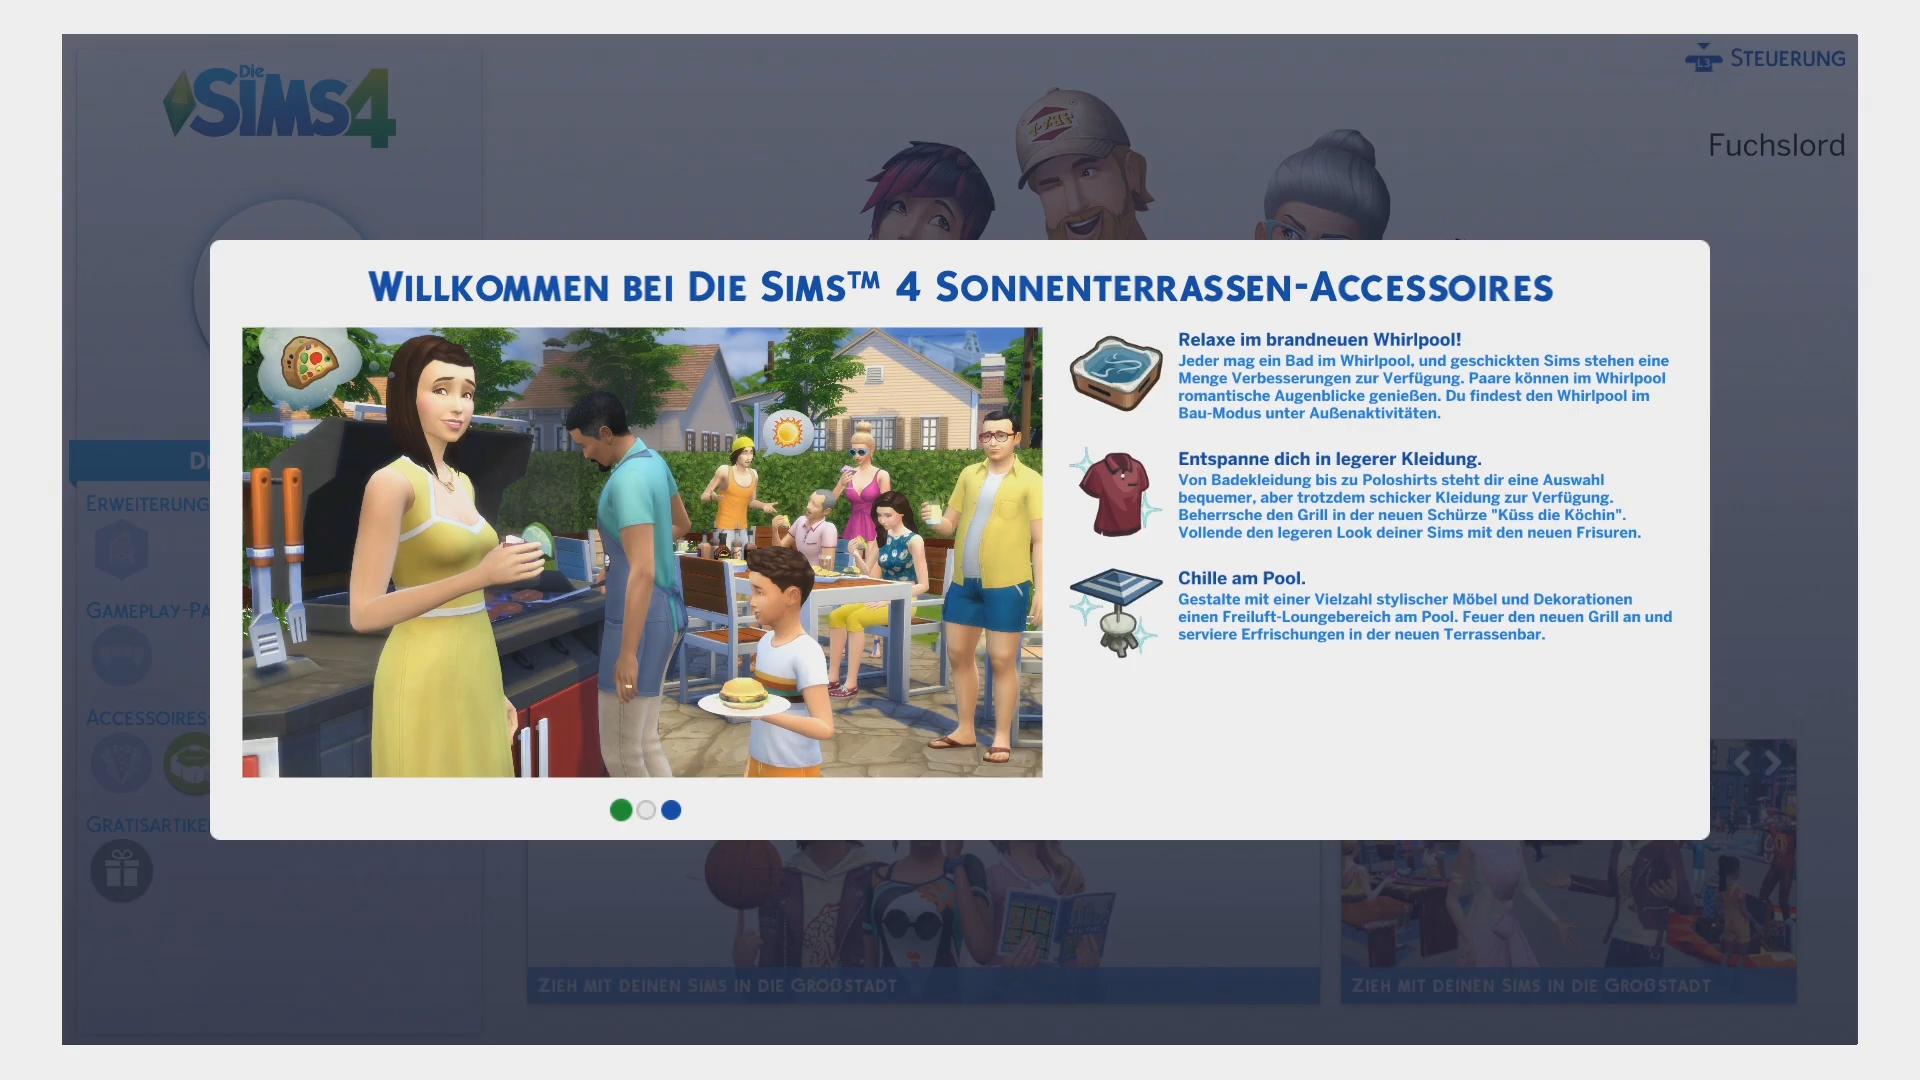 Die Sims 4
STEUERUNG
Fuchslord
WILLKOMMEN BEI DIE SIMS™ 4 SONNENTERRASSEN-ACCESSOIRES
Relaxe im brandneuen Whirlpool!
Jeder mag ein Bad im Whirlpool, und geschickten Sims stehen eine
Menge Verbesserungen zur Verfügung. Paare können im Whirlpool
romantische Augenblicke genießen. Du findest den Whirlpool im
Bau-Modus unter Außenaktivitäten.
Entspanne dich in legerer Kleidung.
Von Badekleidung bis zu Poloshirts steht dir eine Auswahl
bequemer, aber trotzdem schicker Kleidung zur Verfügung.
Beherrsche den Grill in der neuen Schürze "Küss die Köchin".
Vollende den legeren Look deiner Sims mit den neuen Frisuren.
Chille am Pool.
Gestalte mit einer Vielzahl stylischer Möbel und Dekorationen
einen Freiluft-Loungebereich am Pool. Feuer den neuen Grill an und
serviere Erfrischungen in der neuen Terrassenbar.
ERWEITERUNG
GAMEPLAY-PA
ACCESSOIRES-
GRATISARTIKE
ZIEH MIT DEINEN SIMS IN DIE GROẞSTADT
ZIEH MIT DEINEN SIMS IN DIE GROẞSTADT